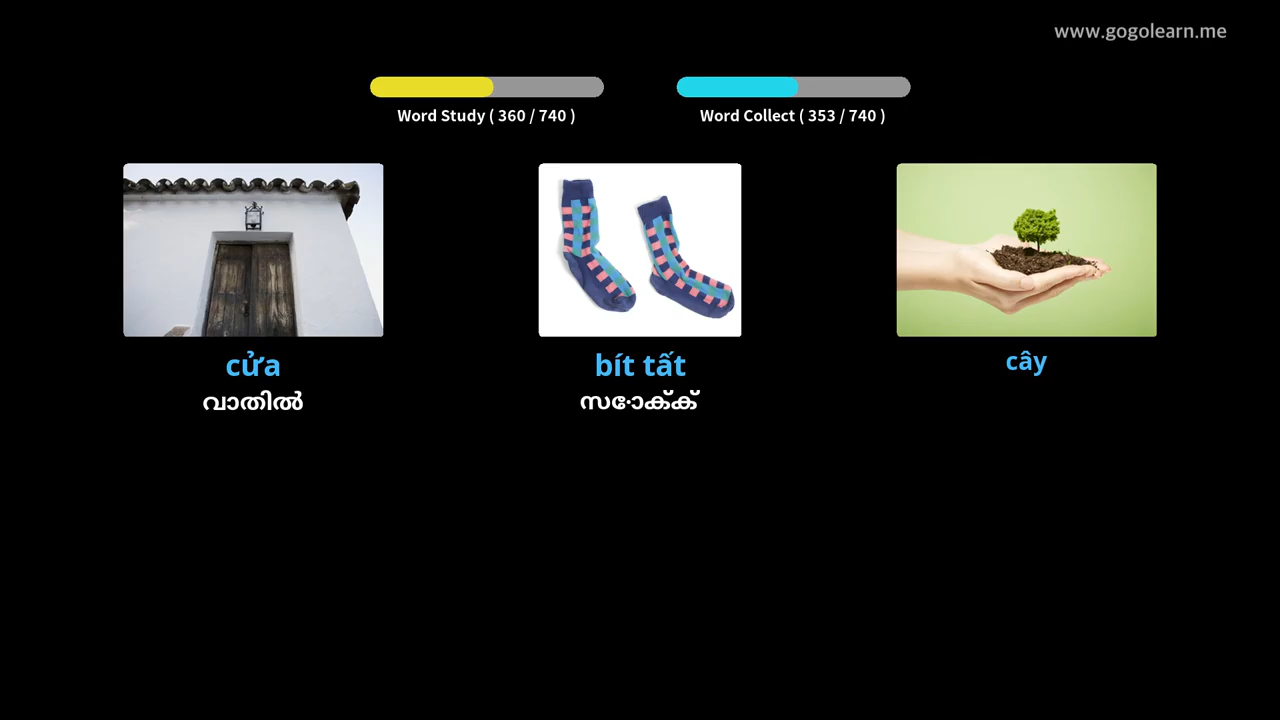 www.gogolearn.me
Word Study ( 360 / 740 )
Word Collect ( 353 / 740 )
cửa
bít tất
cây
വാതിൽ
സോക്ക്